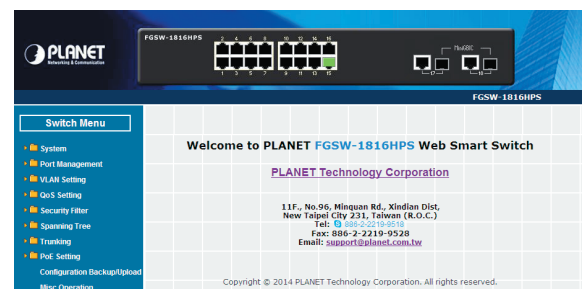 PLANET
Networking & Communication
FGSW-1816HPS
2 4 6 8 10 12 14 16
1 3 5 7 9 11 13 15
MiniGBIC
17 18
FGSW-1816HPS
Switch Menu
System
Port Management
VLAN Setting
QoS Setting
Security Filter
Spanning Tree
Trunking
PoE Setting
Configuration Backup/Upload
Misc Operation
Welcome to PLANET FGSW-1816HPS Web Smart Switch
PLANET Technology Corporation
11F., No.96, Minquan Rd., Xindian Dist,
New Taipei City 231, Taiwan (R.O.C.)
Tel: 886-2-2219-9518
Fax: 886-2-2219-9528
Email: support@planet.com.tw
Copyright © 2014 PLANET Technology Corporation. All rights reserved.